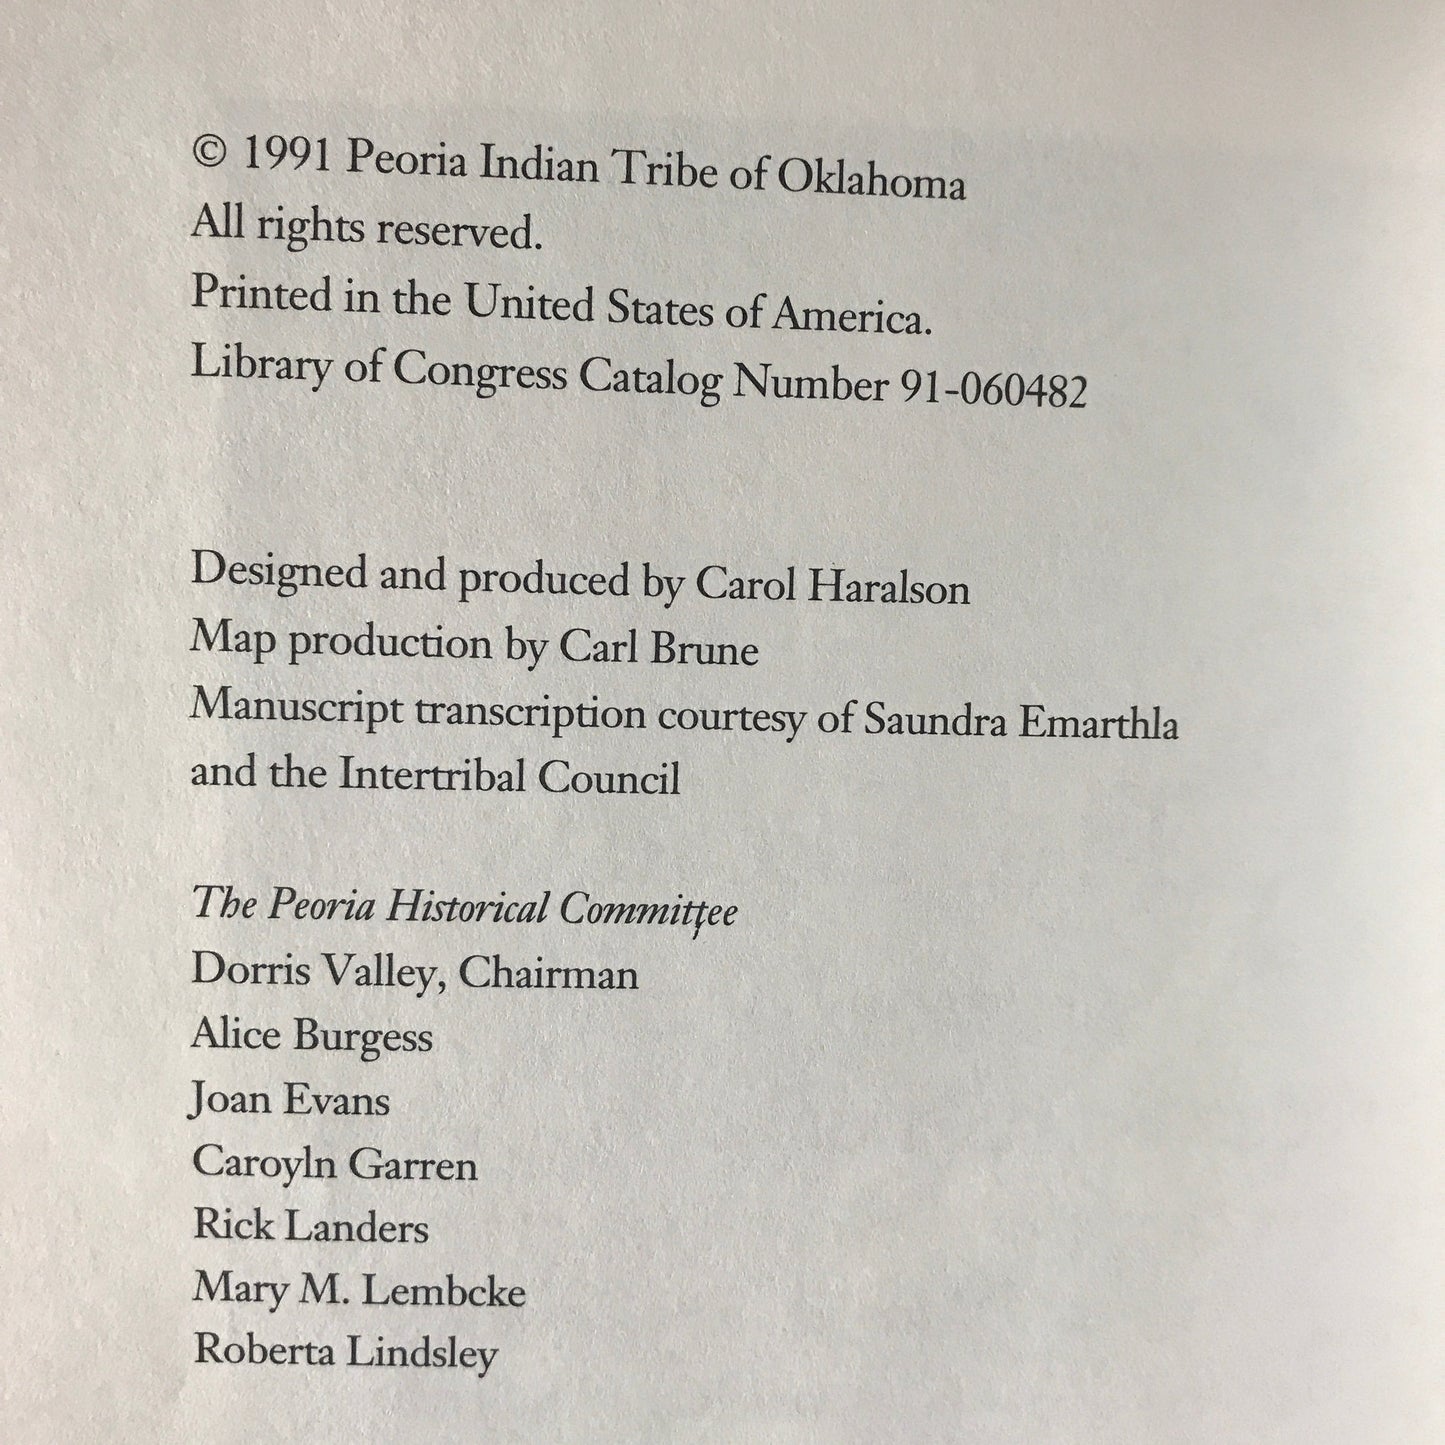 © 1991 Peoria Indian Tribe of Oklahoma
All rights reserved.
Printed in the United States of America.
Library of Congress Catalog Number 91-060482
Designed and produced by Carol Haralson
Map production by Carl Brune
Manuscript transcription courtesy of Saundra Emarthla
and the Intertribal Council
The Peoria Historical Committee
Dorris Valley, Chairman
Alice Burgess
Joan Evans
Caroyln Garren
Rick Landers
Mary M. Lembcke
Roberta Lindsley